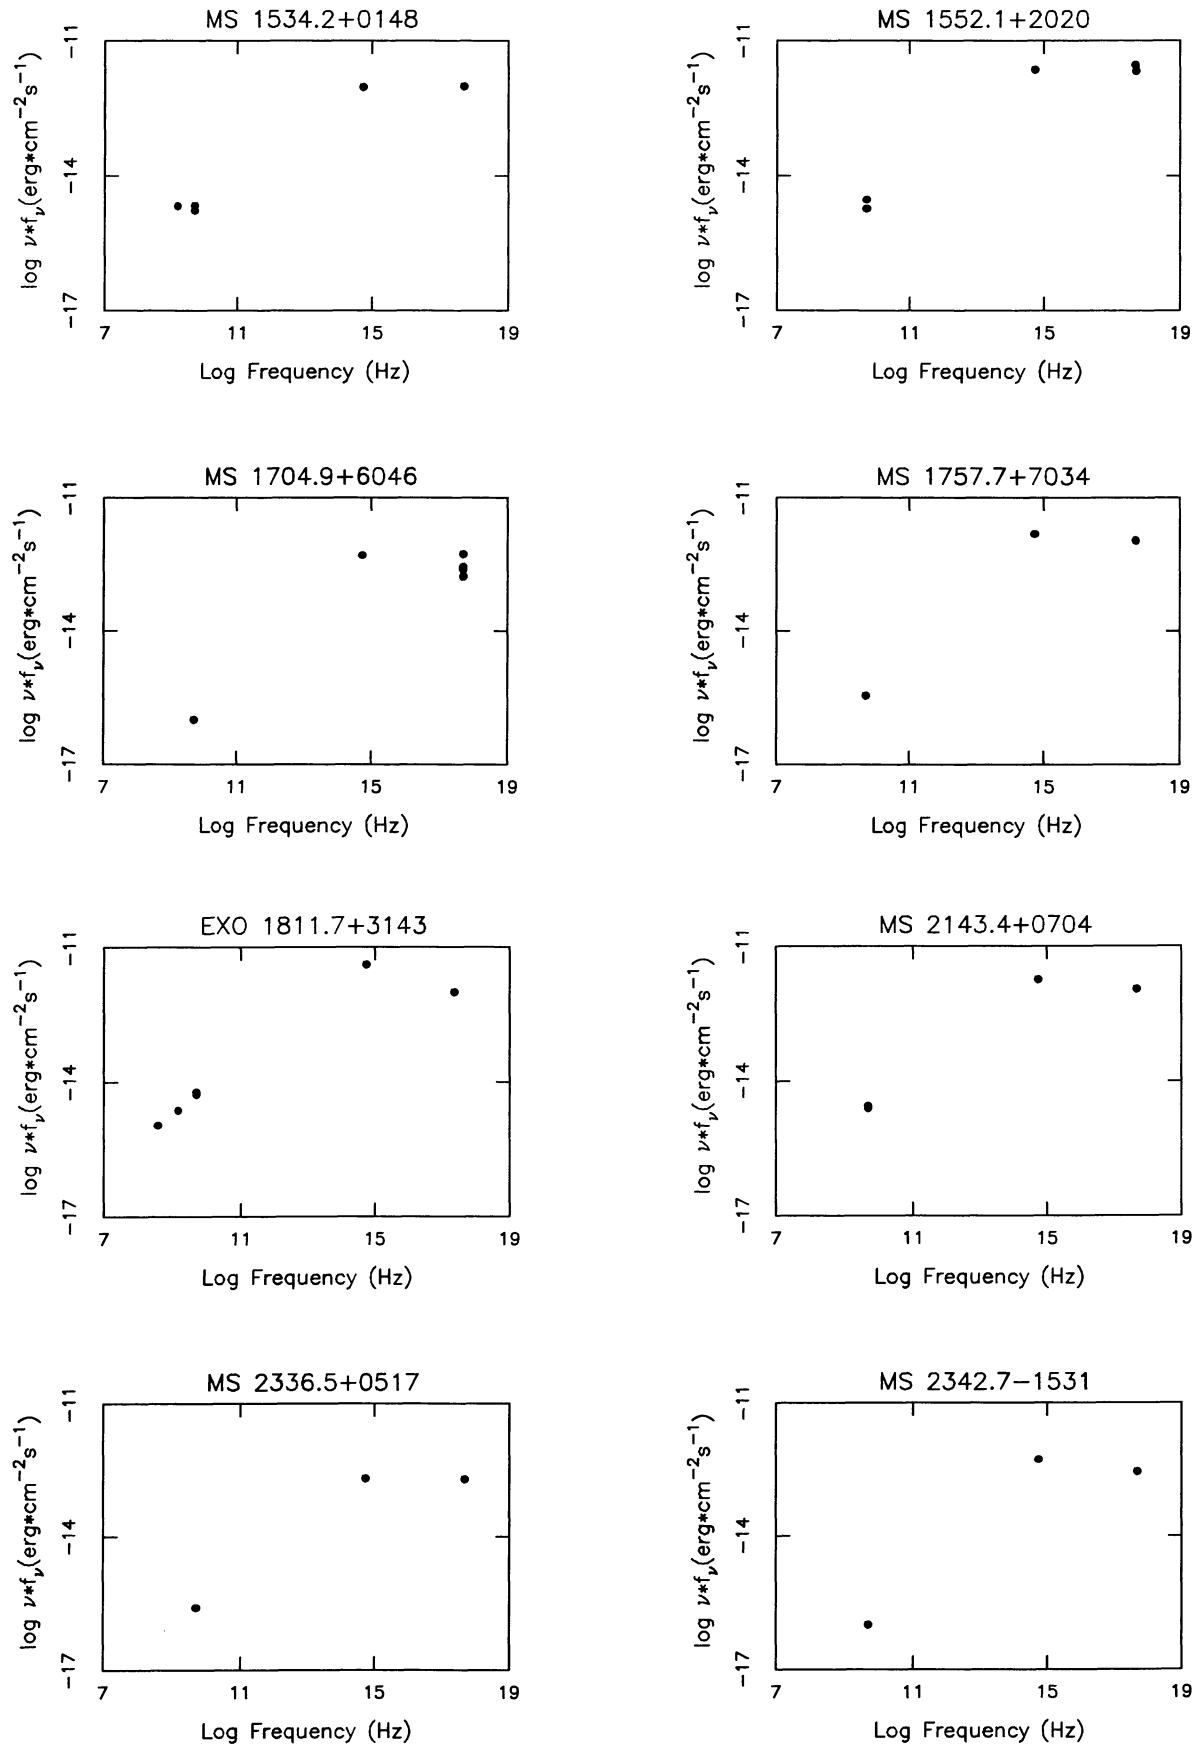 MS 1534.2+0148
log ν*f_ν(erg*cm⁻²s⁻¹)
-11
-14
-17
7 11 15 19
Log Frequency (Hz)
MS 1552.1+2020
log ν*f_ν(erg*cm⁻²s⁻¹)
-11
-14
-17
7 11 15 19
Log Frequency (Hz)
MS 1704.9+6046
log ν*f_ν(erg*cm⁻²s⁻¹)
-11
-14
-17
7 11 15 19
Log Frequency (Hz)
MS 1757.7+7034
log ν*f_ν(erg*cm⁻²s⁻¹)
-11
-14
-17
7 11 15 19
Log Frequency (Hz)
EXO 1811.7+3143
log ν*f_ν(erg*cm⁻²s⁻¹)
-11
-14
-17
7 11 15 19
Log Frequency (Hz)
MS 2143.4+0704
log ν*f_ν(erg*cm⁻²s⁻¹)
-11
-14
-17
7 11 15 19
Log Frequency (Hz)
MS 2336.5+0517
log ν*f_ν(erg*cm⁻²s⁻¹)
-11
-14
-17
7 11 15 19
Log Frequency (Hz)
MS 2342.7-1531
log ν*f_ν(erg*cm⁻²s⁻¹)
-11
-14
-17
7 11 15 19
Log Frequency (Hz)